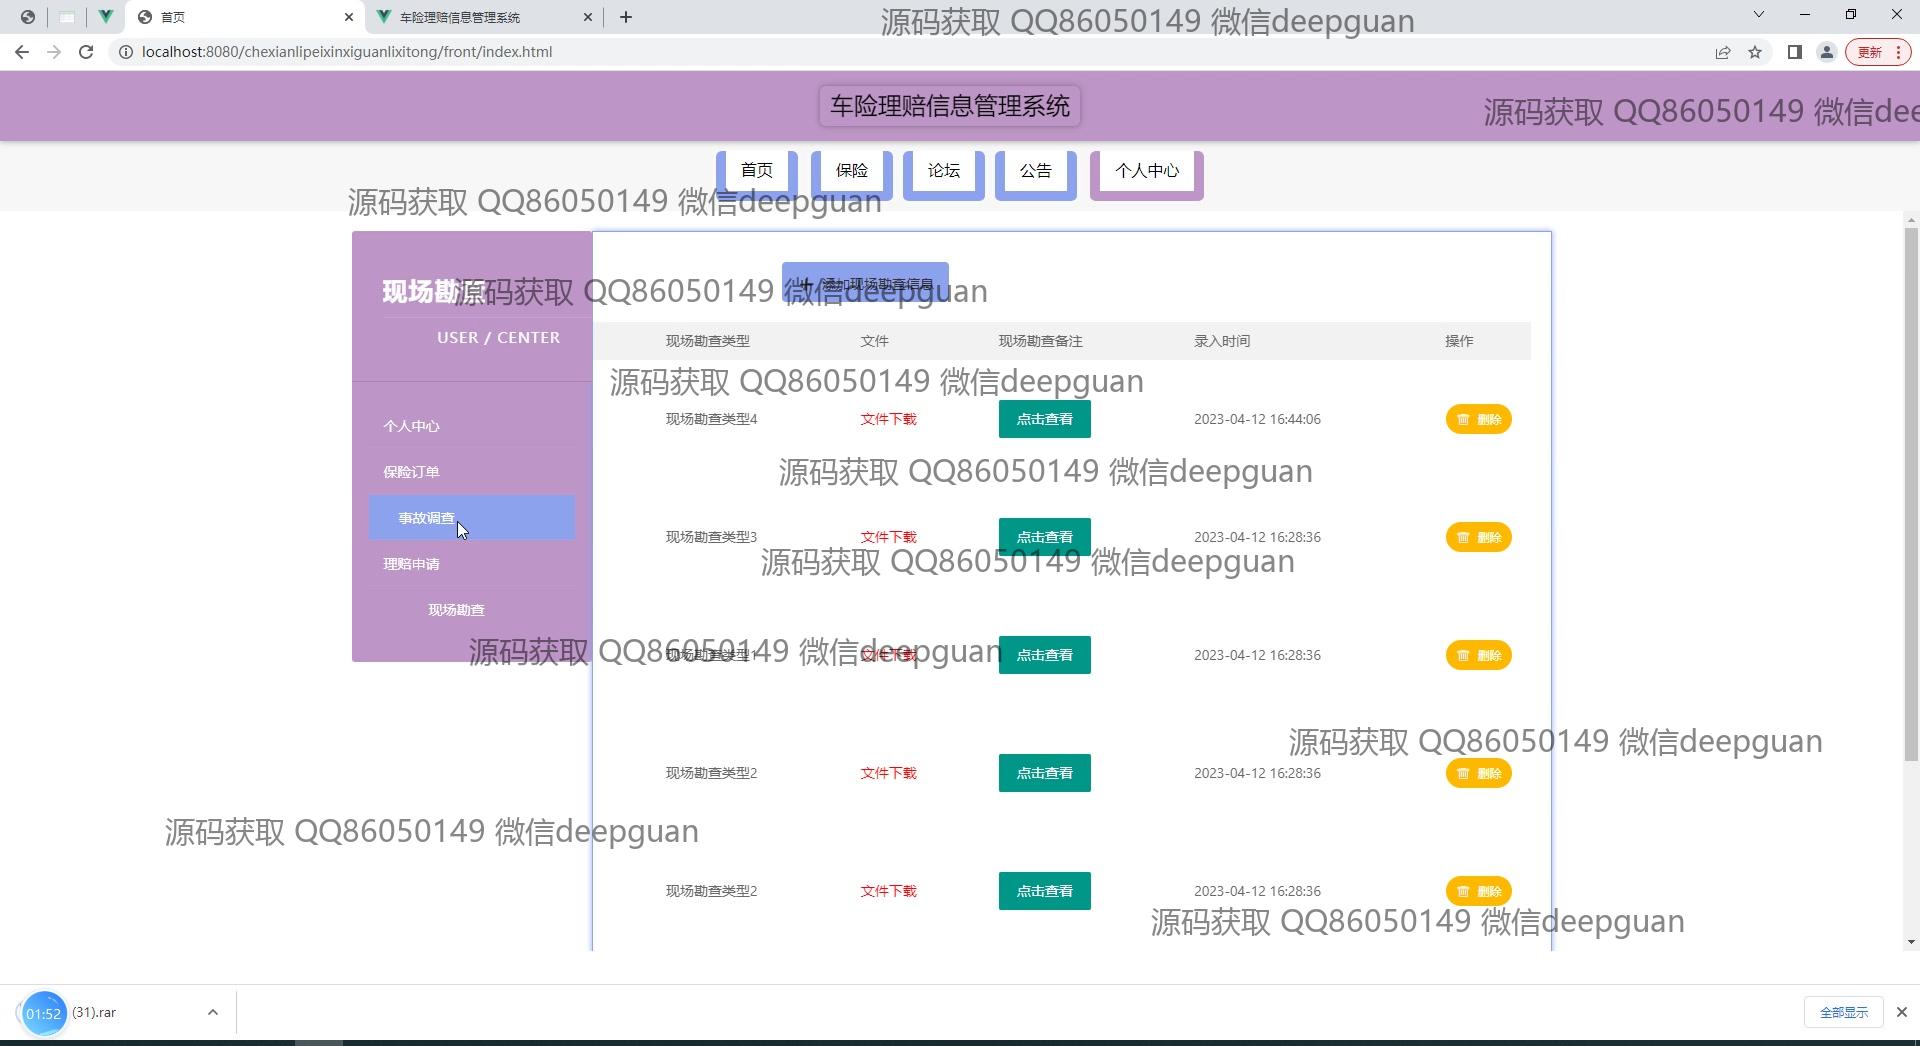 首页
车险理赔信息管理系统
源码获取 QQ86050149 微信deepguan
localhost:8080/chexianlipeixinxiguanlixitong/front/index.html
更新
车险理赔信息管理系统
源码获取 QQ86050149 微信dee
首页 保险 论坛 公告 个人中心
源码获取 QQ86050149 微信deepguan
现场勘
源码获取 QQ86050149 微信deepguan
添加现场勘查信息
USER / CENTER
现场勘查类型 文件 现场勘查备注 录入时间 操作
源码获取 QQ86050149 微信deepguan
个人中心
保险订单
事故调查
理赔申请
现场勘查
现场勘查类型4 文件下载 点击查看 2023-04-12 16:44:06 删除
源码获取 QQ86050149 微信deepguan
现场勘查类型3 文件下载 点击查看 2023-04-12 16:28:36 删除
源码获取 QQ86050149 微信deepguan
现场勘查类型1 文件下载 点击查看 2023-04-12 16:28:36 删除
源码获取 QQ86050149 微信deepguan
源码获取 QQ86050149 微信deepguan
现场勘查类型2 文件下载 点击查看 2023-04-12 16:28:36 删除
源码获取 QQ86050149 微信deepguan
现场勘查类型2 文件下载 点击查看 2023-04-12 16:28:36 删除
源码获取 QQ86050149 微信deepguan
01:52 (31).rar
全部显示